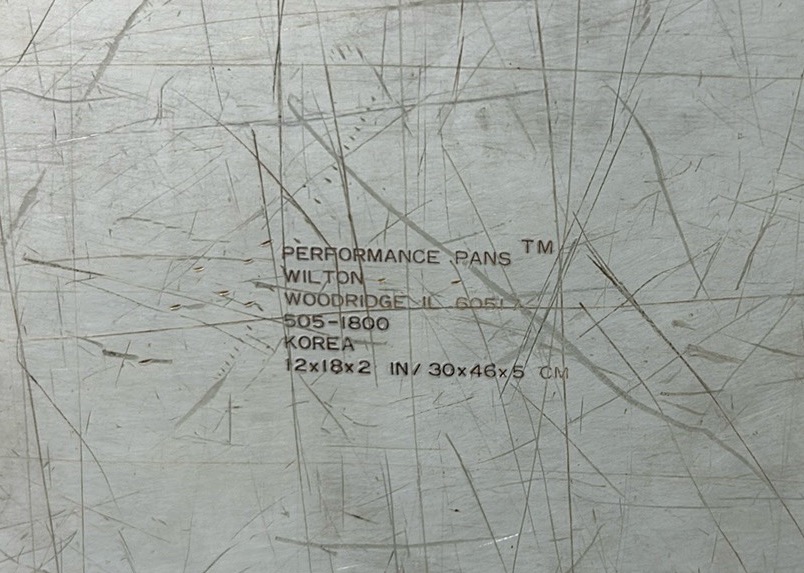 PERFORMANCE PANS TM
WILTON
WOODRIDGE IL
505-1800
KOREA
12x18x2 IN/30x46x5 CM